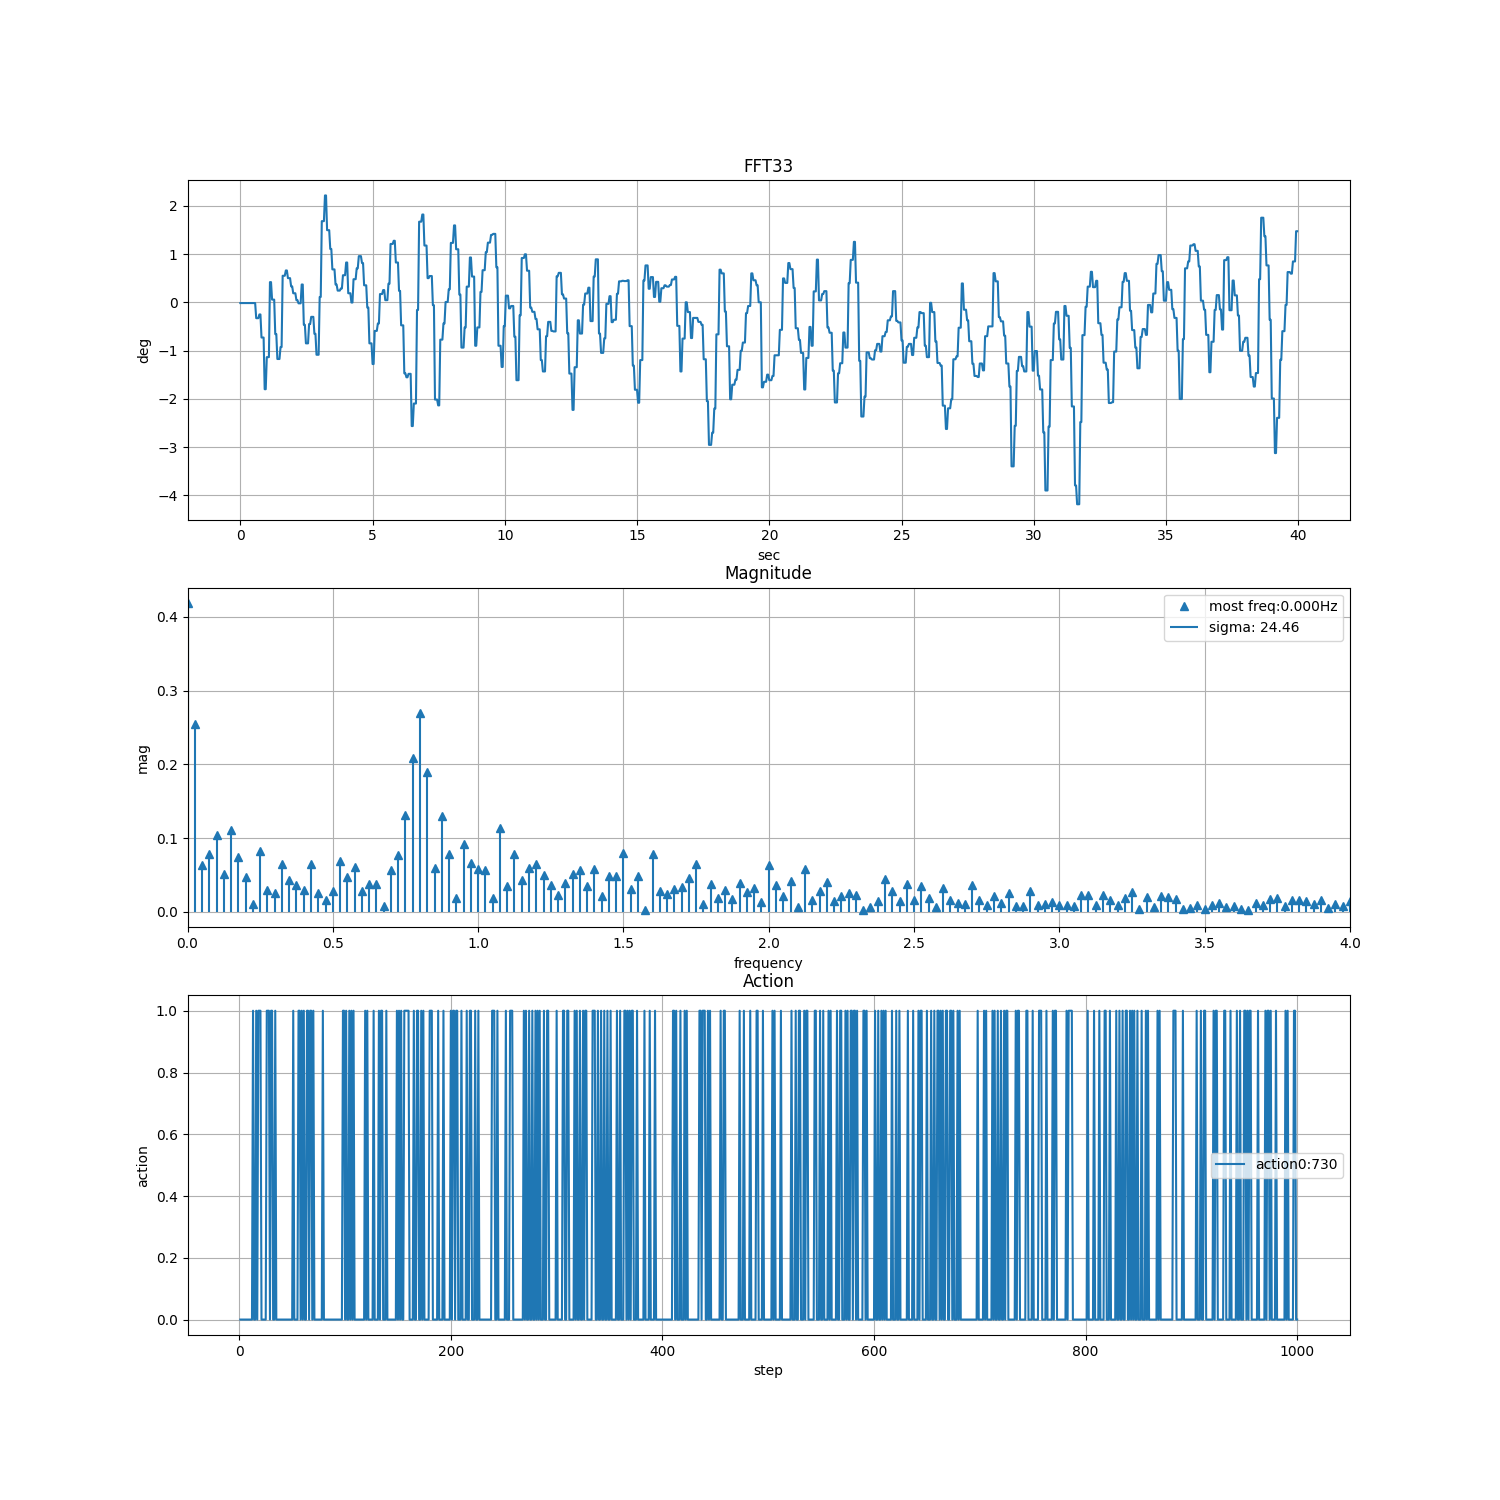 FFT33
2
1
0
−1
−2
−3
−4
deg
0 5 10 15 20 25 30 35 40
sec
Magnitude
most freq:0.000Hz
sigma: 24.46
0.4
0.3
0.2
0.1
0.0
mag
0.0 0.5 1.0 1.5 2.0 2.5 3.0 3.5 4.0
frequency
Action
1.0
0.8
0.6
0.4
0.2
0.0
action
action0:730
0 200 400 600 800 1000
step